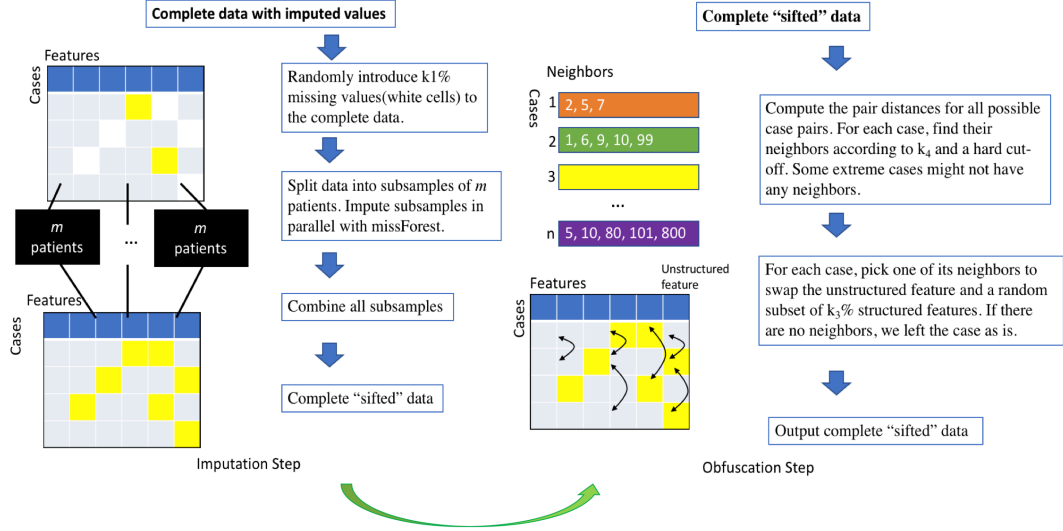 Complete data with imputed values
Features
Cases
Randomly introduce k1%
missing values(white cells) to
the complete data.
Split data into subsamples of m
patients. Impute subsamples in
parallel with missForest.
m
patients
...
m
patients
Combine all subsamples
Features
Cases
Complete “sifted” data
Imputation Step
Complete “sifted” data
Neighbors
Cases
1 2, 5, 7
2 1, 6, 9, 10, 99
3
...
n 5, 10, 80, 101, 800
Compute the pair distances for all possible
case pairs. For each case, find their
neighbors according to k4 and a hard cut-
off. Some extreme cases might not have
any neighbors.
Unstructured
feature
Features
Cases
For each case, pick one of its neighbors to
swap the unstructured feature and a random
subset of k3% structured features. If there
are no neighbors, we left the case as is.
Output complete “sifted” data
Obfuscation Step